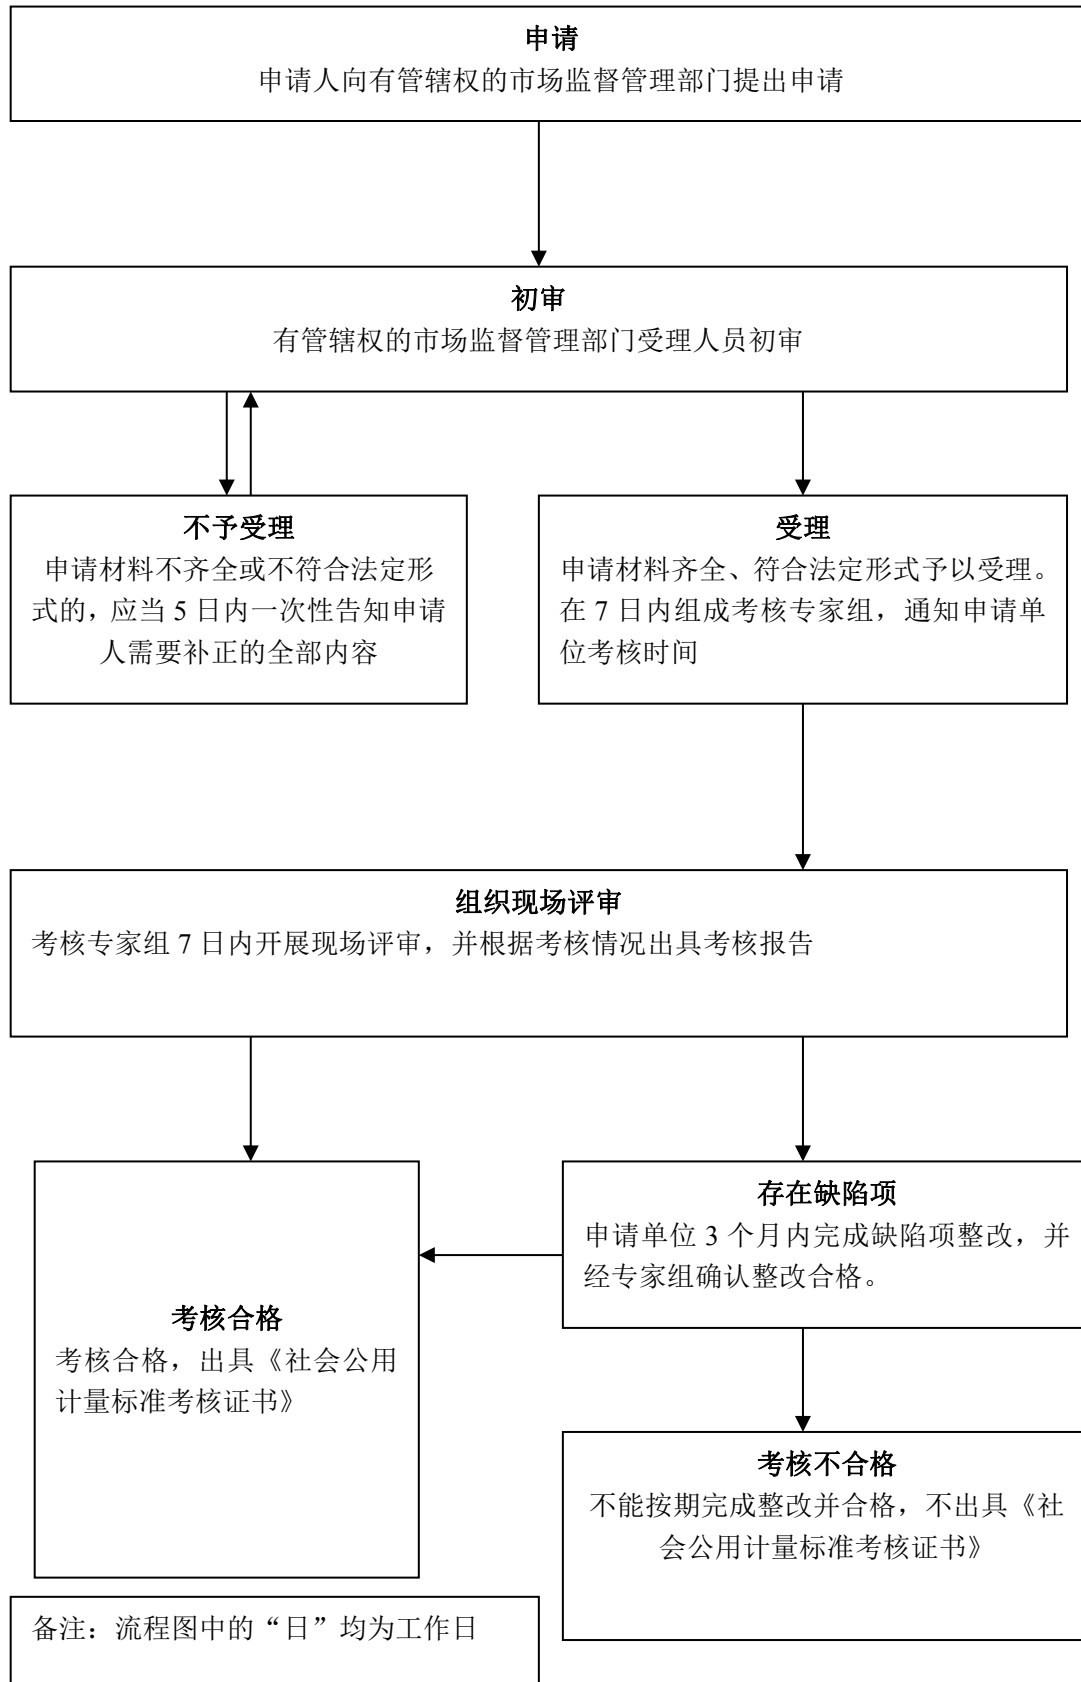 申请
申请人向有管辖权的市场监督管理部门提出申请
初审
有管辖权的市场监督管理部门受理人员初审
不予受理
申请材料不齐全或不符合法定形
式的，应当 5 日内一次性告知申请
人需要补正的全部内容
受理
申请材料齐全、符合法定形式予以受理。
在 7 日内组成考核专家组，通知申请单
位考核时间
组织现场评审
考核专家组 7 日内开展现场评审，并根据考核情况出具考核报告
考核合格
考核合格，出具《社会公用
计量标准考核证书》
存在缺陷项
申请单位 3 个月内完成缺陷项整改，并
经专家组确认整改合格。
考核不合格
不能按期完成整改并合格，不出具《社
会公用计量标准考核证书》
备注：流程图中的“日”均为工作日